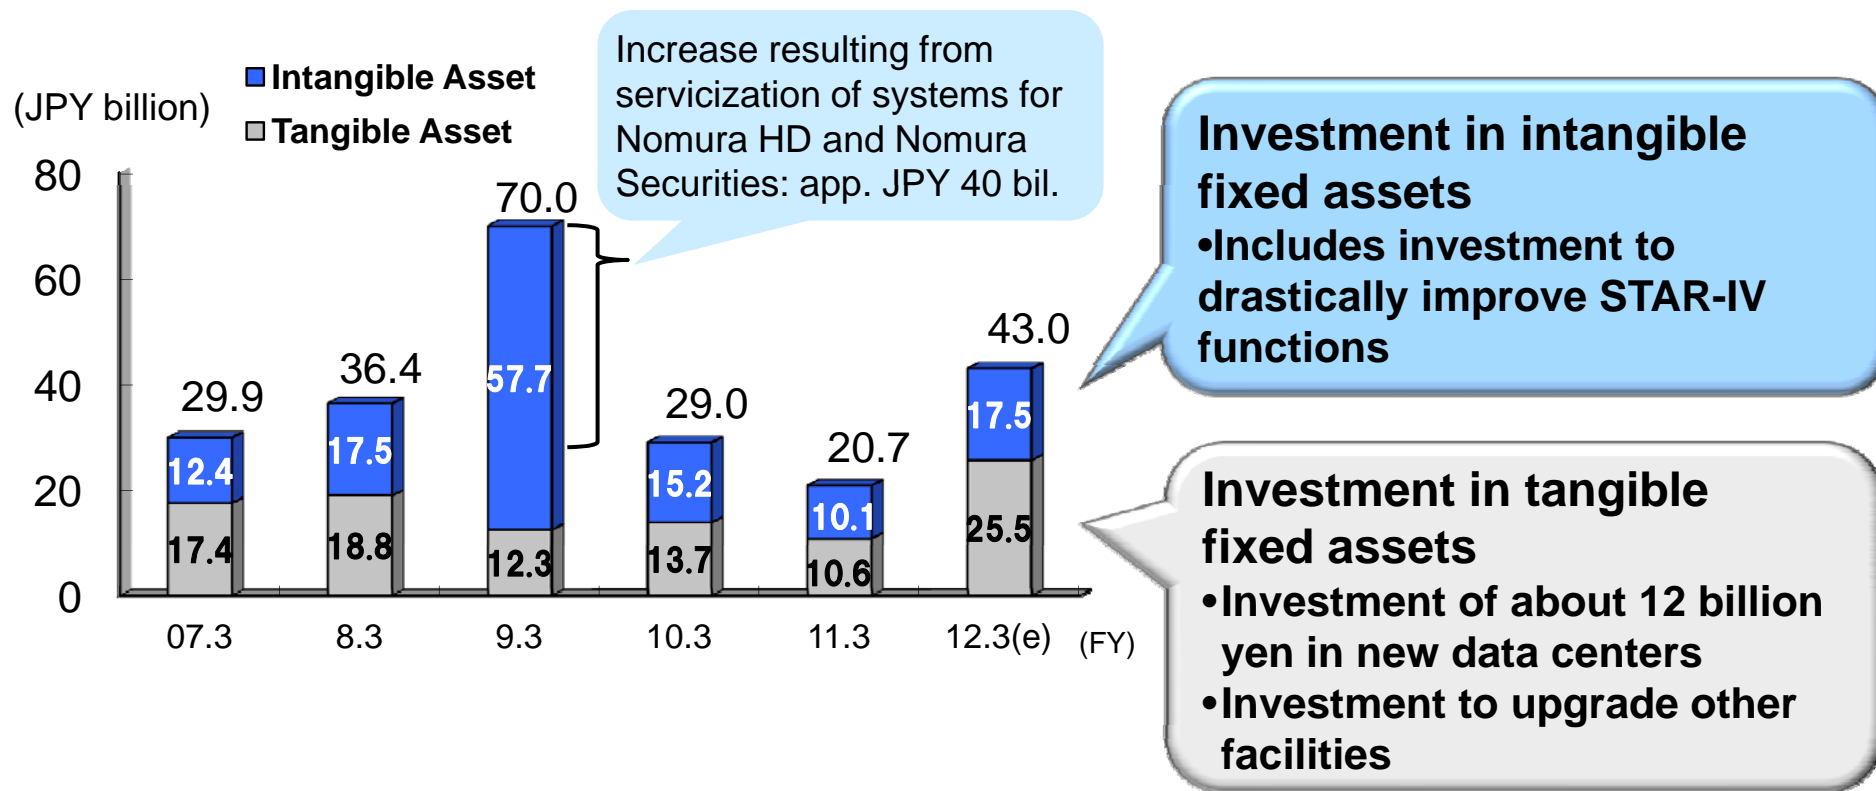 (JPY billion)
Intangible Asset
Tangible Asset
Increase resulting from
servicization of systems for
Nomura HD and Nomura
Securities: app. JPY 40 bil.
80
60
40
20
0
29.9
12.4
17.4
36.4
17.5
18.8
70.0
57.7
12.3
29.0
15.2
13.7
20.7
10.1
10.6
43.0
17.5
25.5
07.3
8.3
9.3
10.3
11.3
12.3(e)
(FY)
Investment in intangible
fixed assets
•Includes investment to
drastically improve STAR-IV
functions
Investment in tangible
fixed assets
•Investment of about 12 billion
yen in new data centers
•Investment to upgrade other
facilities